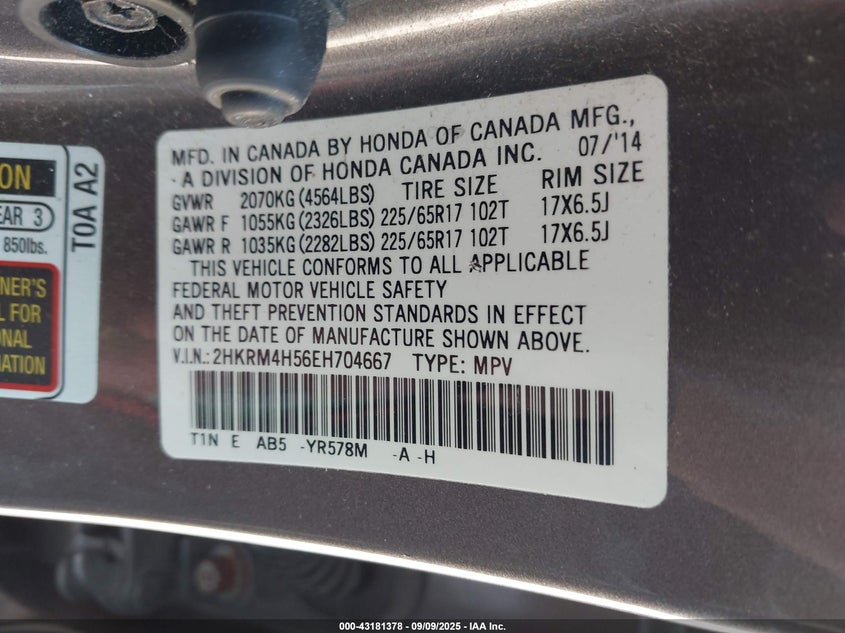 MFD. IN CANADA BY HONDA OF CANADA MFG.,
-A DIVISION OF HONDA CANADA INC. 07/'14
GVWR 2070KG(4564LBS) TIRE SIZE RIM SIZE
GAWR F 1055KG(2326LBS) 225/65R17 102T 17X6.5J
GAWR R 1035KG(2282LBS) 225/65R17 102T 17X6.5J
THIS VEHICLE CONFORMS TO ALL APPLICABLE
FEDERAL MOTOR VEHICLE SAFETY
AND THEFT PREVENTION STANDARDS IN EFFECT
ON THE DATE OF MANUFACTURE SHOWN ABOVE.
V.I.N.:2HKRM4H56EH704667 TYPE: MPV
T1N E AB5 -YR578M -A -H
T0A A2
3
850lbs.
FOR
000-43181378 - 09/09/2025 - IAA Inc.